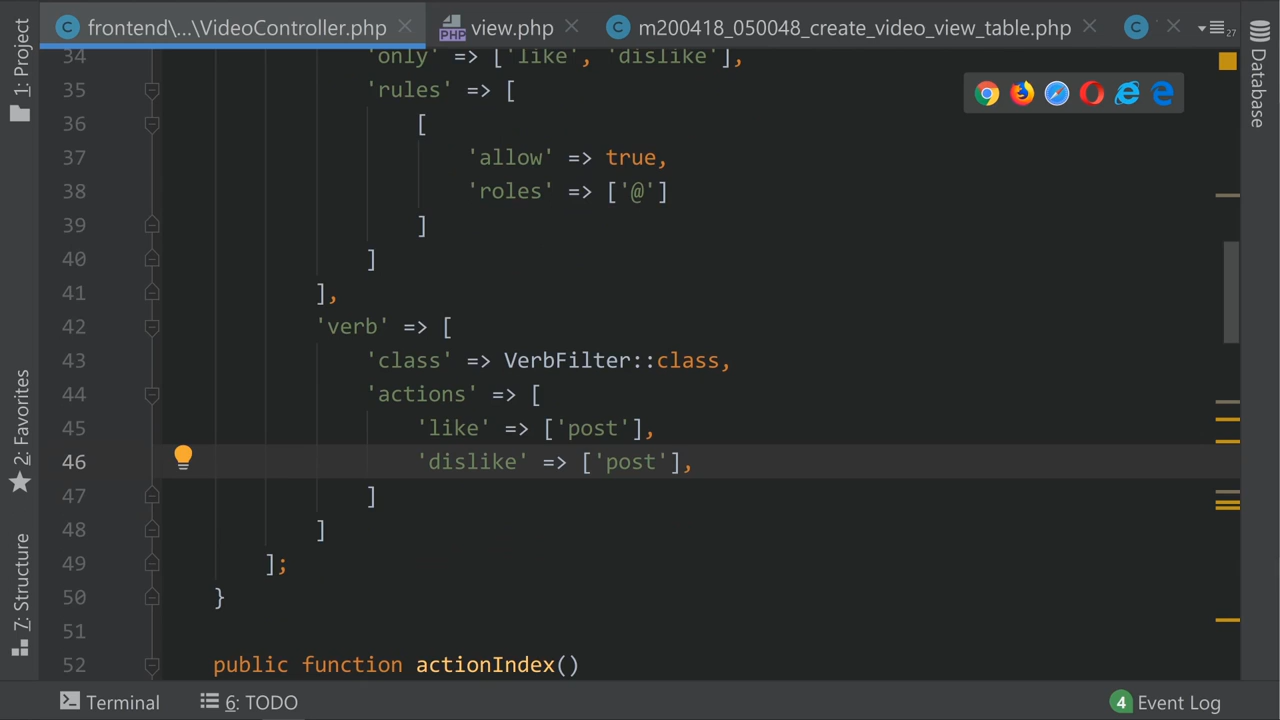 frontend\...\VideoController.php view.php m200418_050048_create_video_view_table.php 27
1: Project
2: Favorites
7: Structure
Database
34 'only' => ['like', 'dislike'],
35 'rules' => [
36 [
37 'allow' => true,
38 'roles' => ['@']
39 ]
40 ]
41 ],
42 'verb' => [
43 'class' => VerbFilter::class,
44 'actions' => [
45 'like' => ['post'],
46 'dislike' => ['post'],
47 ]
48 ]
49 ];
50 }
51
52 public function actionIndex()
Terminal 6: TODO 4 Event Log